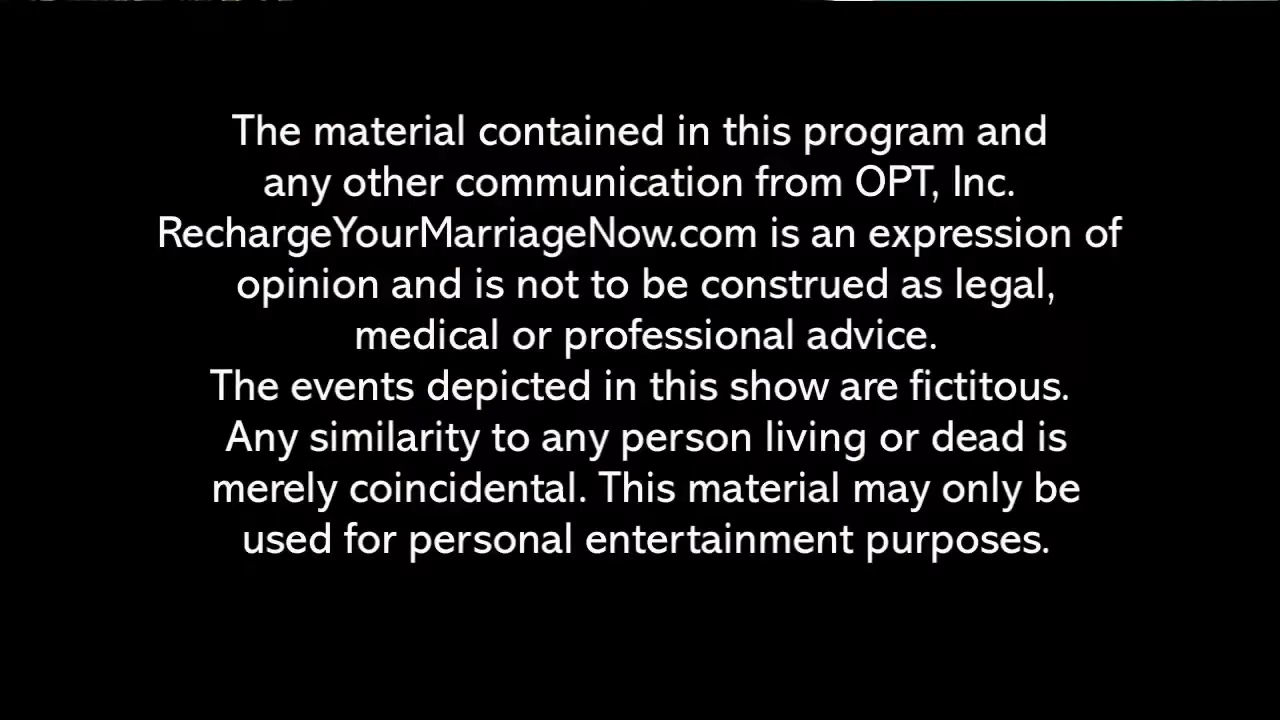 The material contained in this program and
any other communication from OPT, Inc.
RechargeYourMarriageNow.com is an expression of
opinion and is not to be construed as legal,
medical or professional advice.
The events depicted in this show are fictitous.
Any similarity to any person living or dead is
merely coincidental. This material may only be
used for personal entertainment purposes.